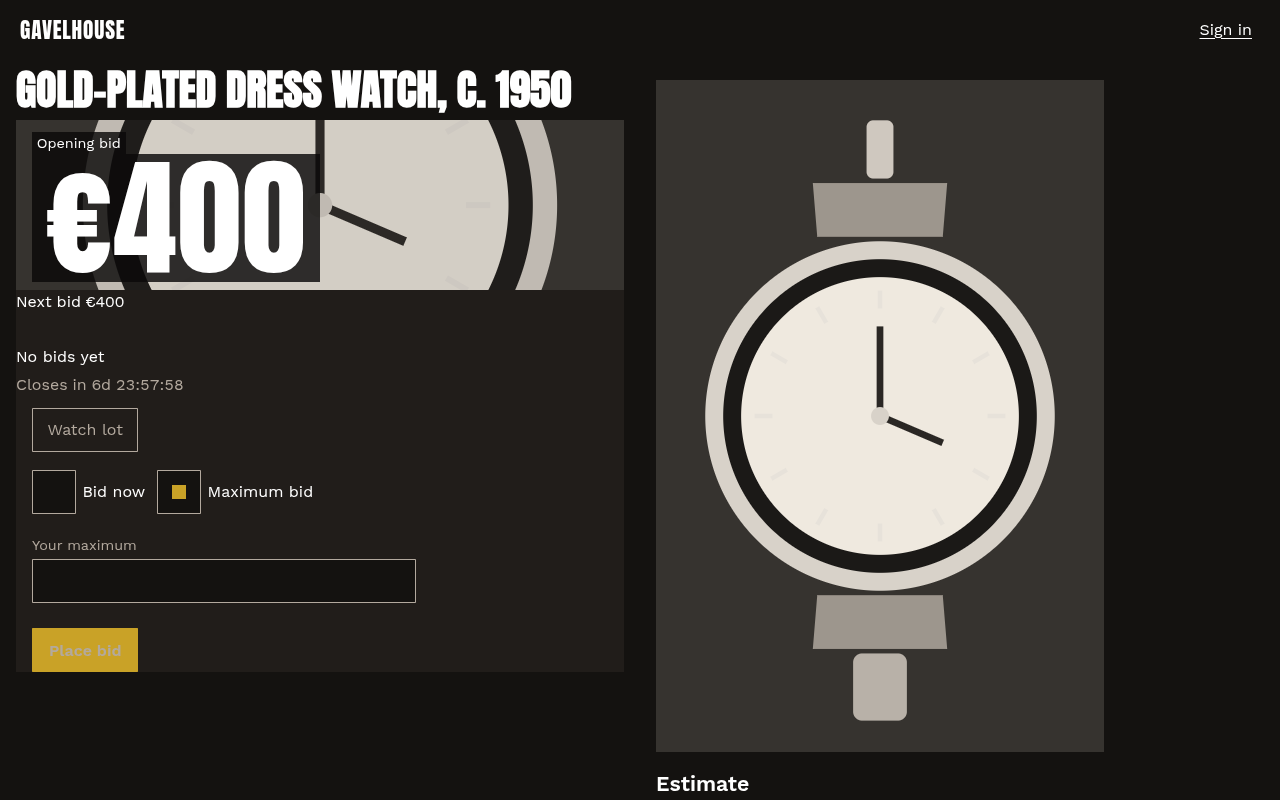 GAVELHOUSE
Sign in
GOLD-PLATED DRESS WATCH, C. 1950
Opening bid
€400
Next bid €400
No bids yet
Closes in 6d 23:57:58
Watch lot
Bid now
Maximum bid
Your maximum
Place bid
Estimate